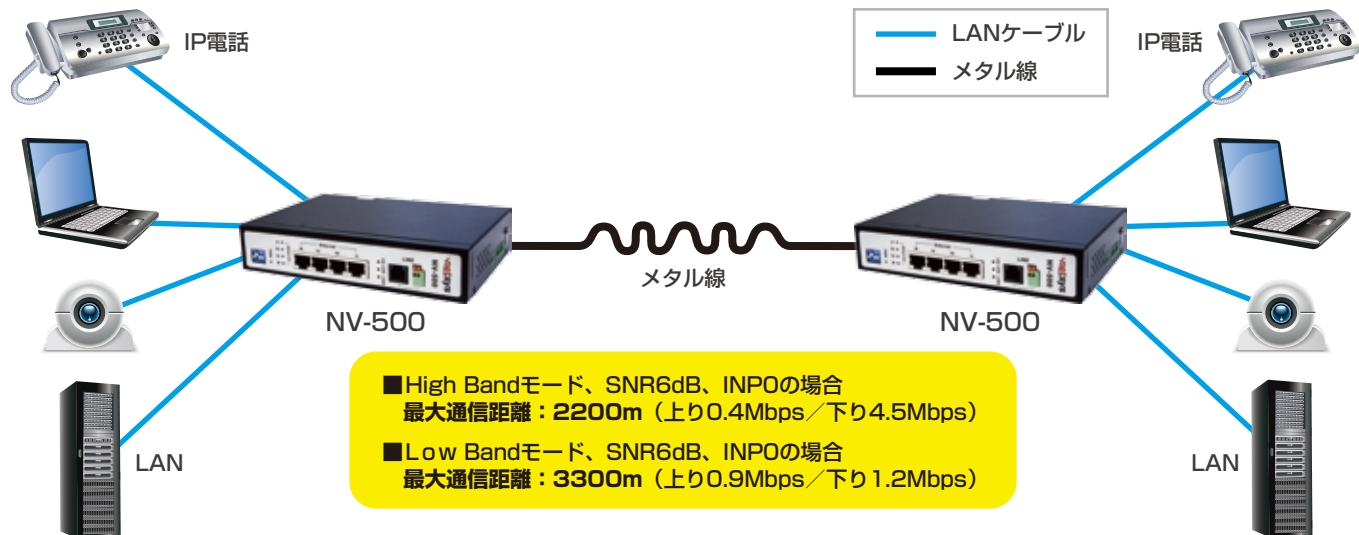 IP電話
LANケーブル
メタル線
IP電話
メタル線
NV-500
NV-500
■High Bandモード、SNR6dB、INP0の場合
最大通信距離：2200m（上り0.4Mbps／下り4.5Mbps）
■Low Bandモード、SNR6dB、INP0の場合
最大通信距離：3300m（上り0.9Mbps／下り1.2Mbps）
LAN
LAN